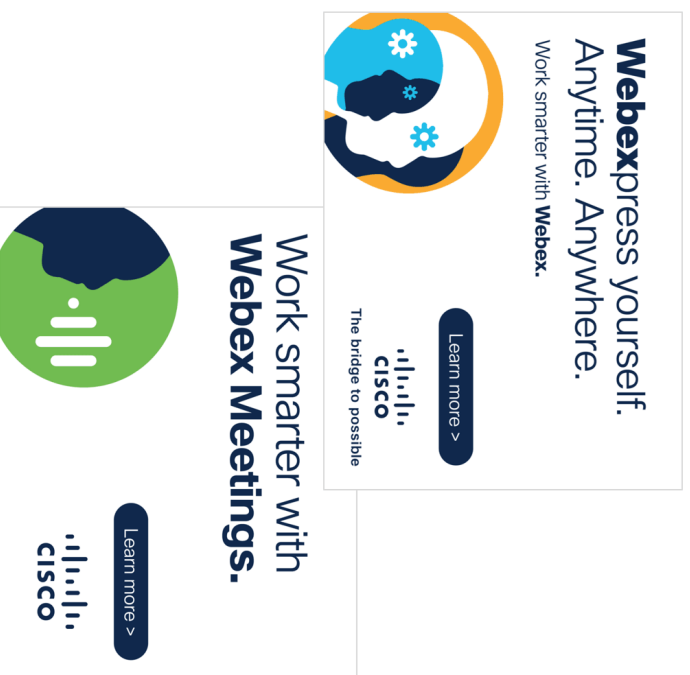 Webexpress yourself.
Anytime. Anywhere.
Work smarter with Webex.
Learn more >
CISCO
The bridge to possible
Work smarter with
Webex Meetings.
Learn more >
CISCO